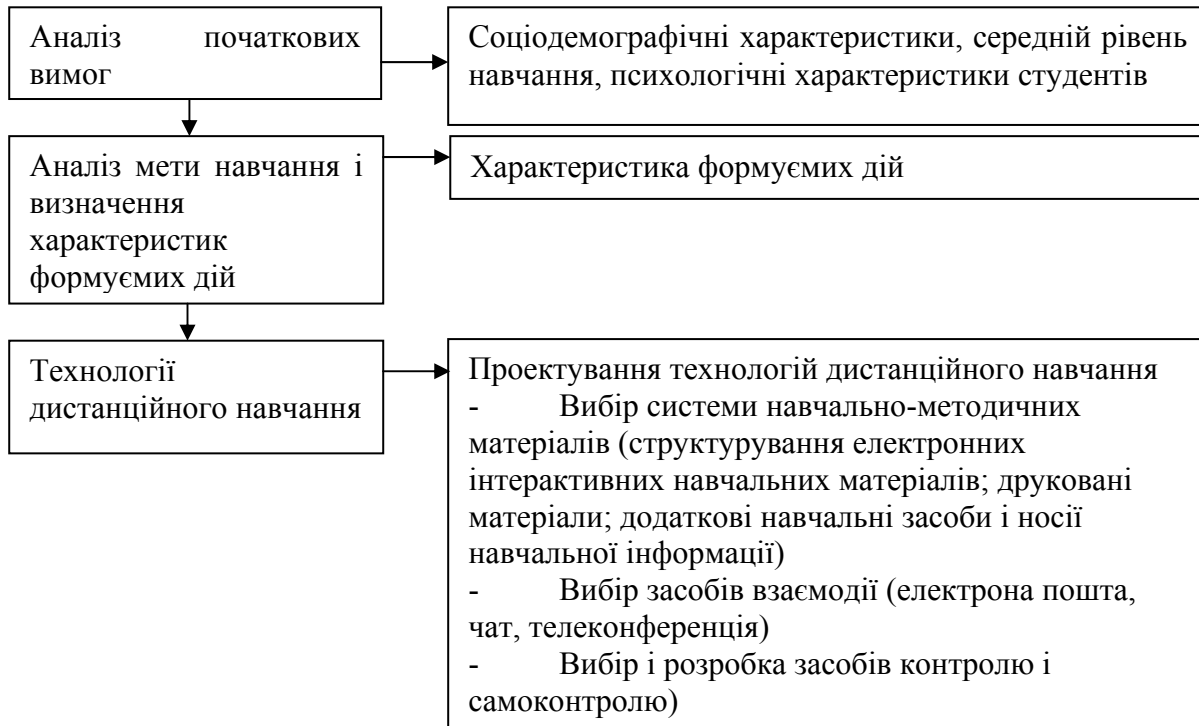 Аналіз початкових
вимог
Соціодемографічні характеристики, середній рівень
навчання, психологічні характеристики студентів
Аналіз мети навчання і
визначення
характеристик
формуємих дій
Характеристика формуємих дій
Технології
дистанційного навчання
Проектування технологій дистанційного навчання
- Вибір системи навчально-методичних
матеріалів (структурування електронних
інтерактивних навчальних матеріалів; друковані
матеріали; додаткові навчальні засоби і носії
навчальної інформації)
- Вибір засобів взаємодії (електрона пошта,
чат, телеконференція)
- Вибір і розробка засобів контролю і
самоконтролю)